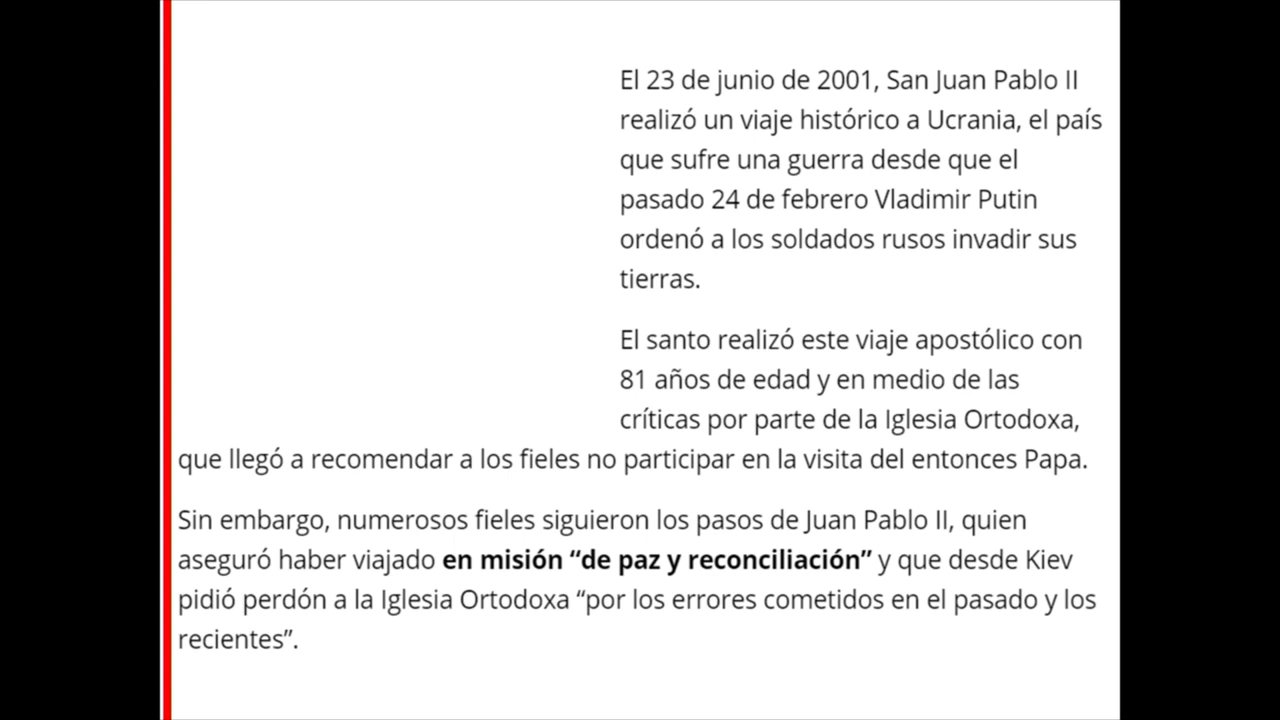 El 23 de junio de 2001, San Juan Pablo II
realizó un viaje histórico a Ucrania, el país
que sufre una guerra desde que el
pasado 24 de febrero Vladimir Putin
ordenó a los soldados rusos invadir sus
tierras.
El santo realizó este viaje apostólico con
81 años de edad y en medio de las
críticas por parte de la Iglesia Ortodoxa,
que llegó a recomendar a los fieles no participar en la visita del entonces Papa.
Sin embargo, numerosos fieles siguieron los pasos de Juan Pablo II, quien
aseguró haber viajado en misión “de paz y reconciliación” y que desde Kiev
pidió perdón a la Iglesia Ortodoxa “por los errores cometidos en el pasado y los
recientes”.